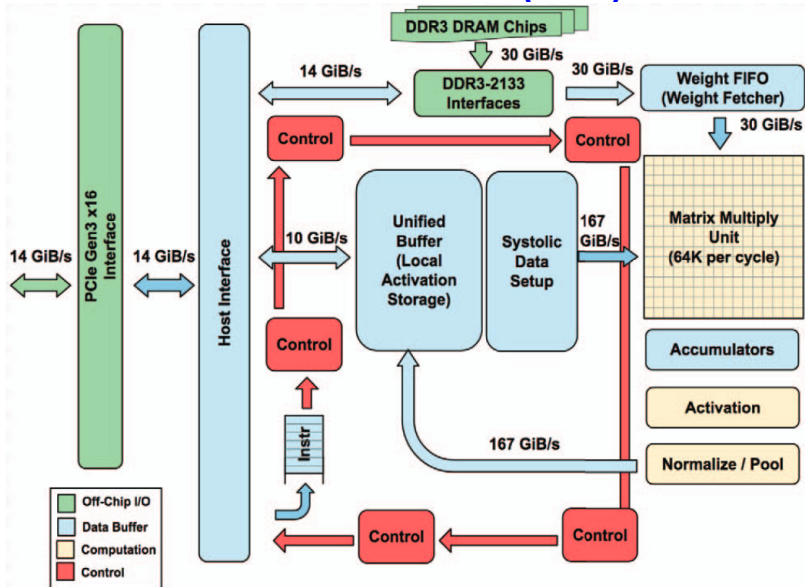 DDR3 DRAM Chips
30 GiB/s
14 GiB/s
30 GiB/s
DDR3-2133
Interfaces
Weight FIFO
(Weight Fetcher)
30 GiB/s
Control
Control
PCIe Gen3 x16
Interface
Host Interface
14 GiB/s
14 GiB/s
10 GiB/s
Unified
Buffer
(Local
Activation
Storage)
Systolic
Data
Setup
167
GiB/s
Matrix Multiply
Unit
(64K per cycle)
Control
Accumulators
Activation
Instr
167 GiB/s
Normalize / Pool
Off-Chip I/O
Data Buffer
Computation
Control
Control
Control